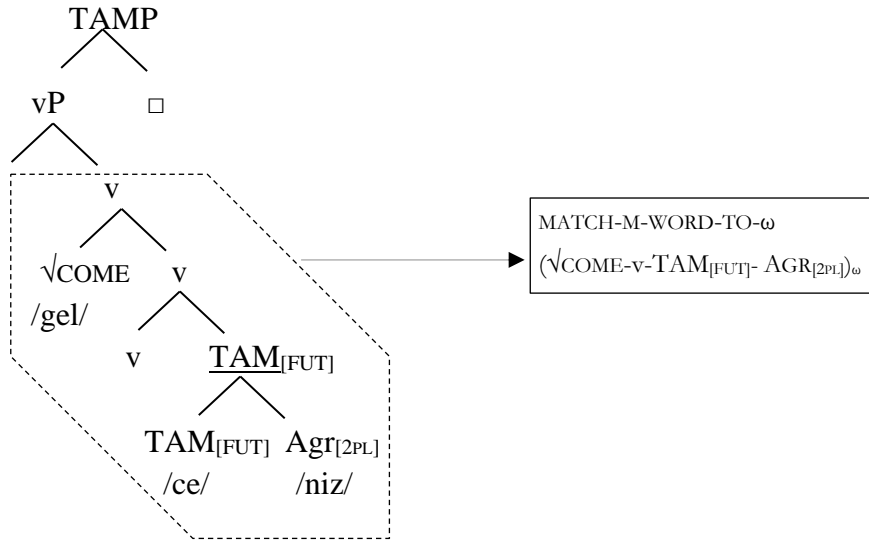 TAMP
vP □
v
√COME v
/gel/
v TAM[FUT]
TAM[FUT] Agr[2PL]
/ce/ /niz/
MATCH-M-WORD-TO-ω
(√COME-v-TAM[FUT]- AGR[2PL])ω